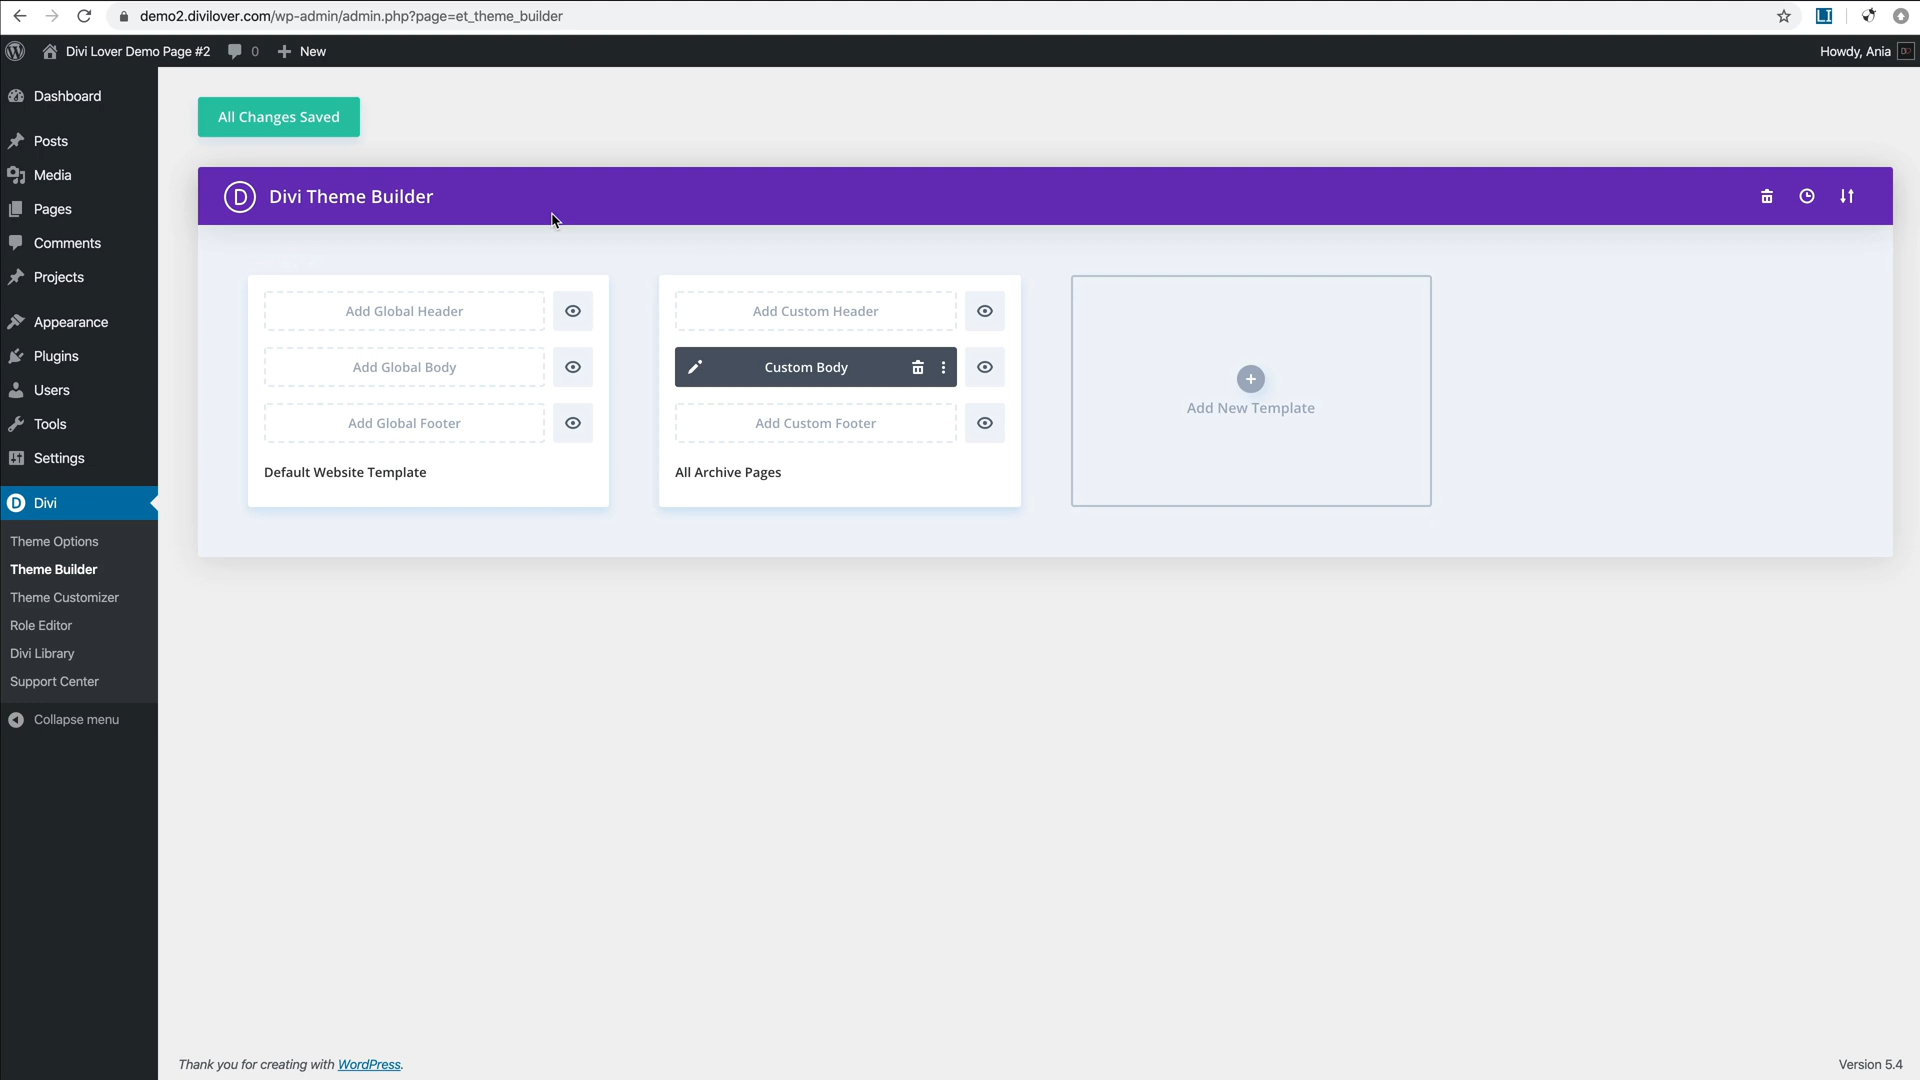 demo2.divilover.com/wp-admin/admin.php?page=et_theme_builder
Divi Lover Demo Page #2
0
New
Howdy, Ania
Dashboard
Posts
Media
Pages
Comments
Projects
Appearance
Plugins
Users
Tools
Settings
Divi
Theme Options
Theme Builder
Theme Customizer
Role Editor
Divi Library
Support Center
Collapse menu
All Changes Saved
D Divi Theme Builder
Add Global Header
Add Global Body
Add Global Footer
Default Website Template
Add Custom Header
Custom Body
Add Custom Footer
All Archive Pages
Add New Template
Thank you for creating with WordPress.
Version 5.4